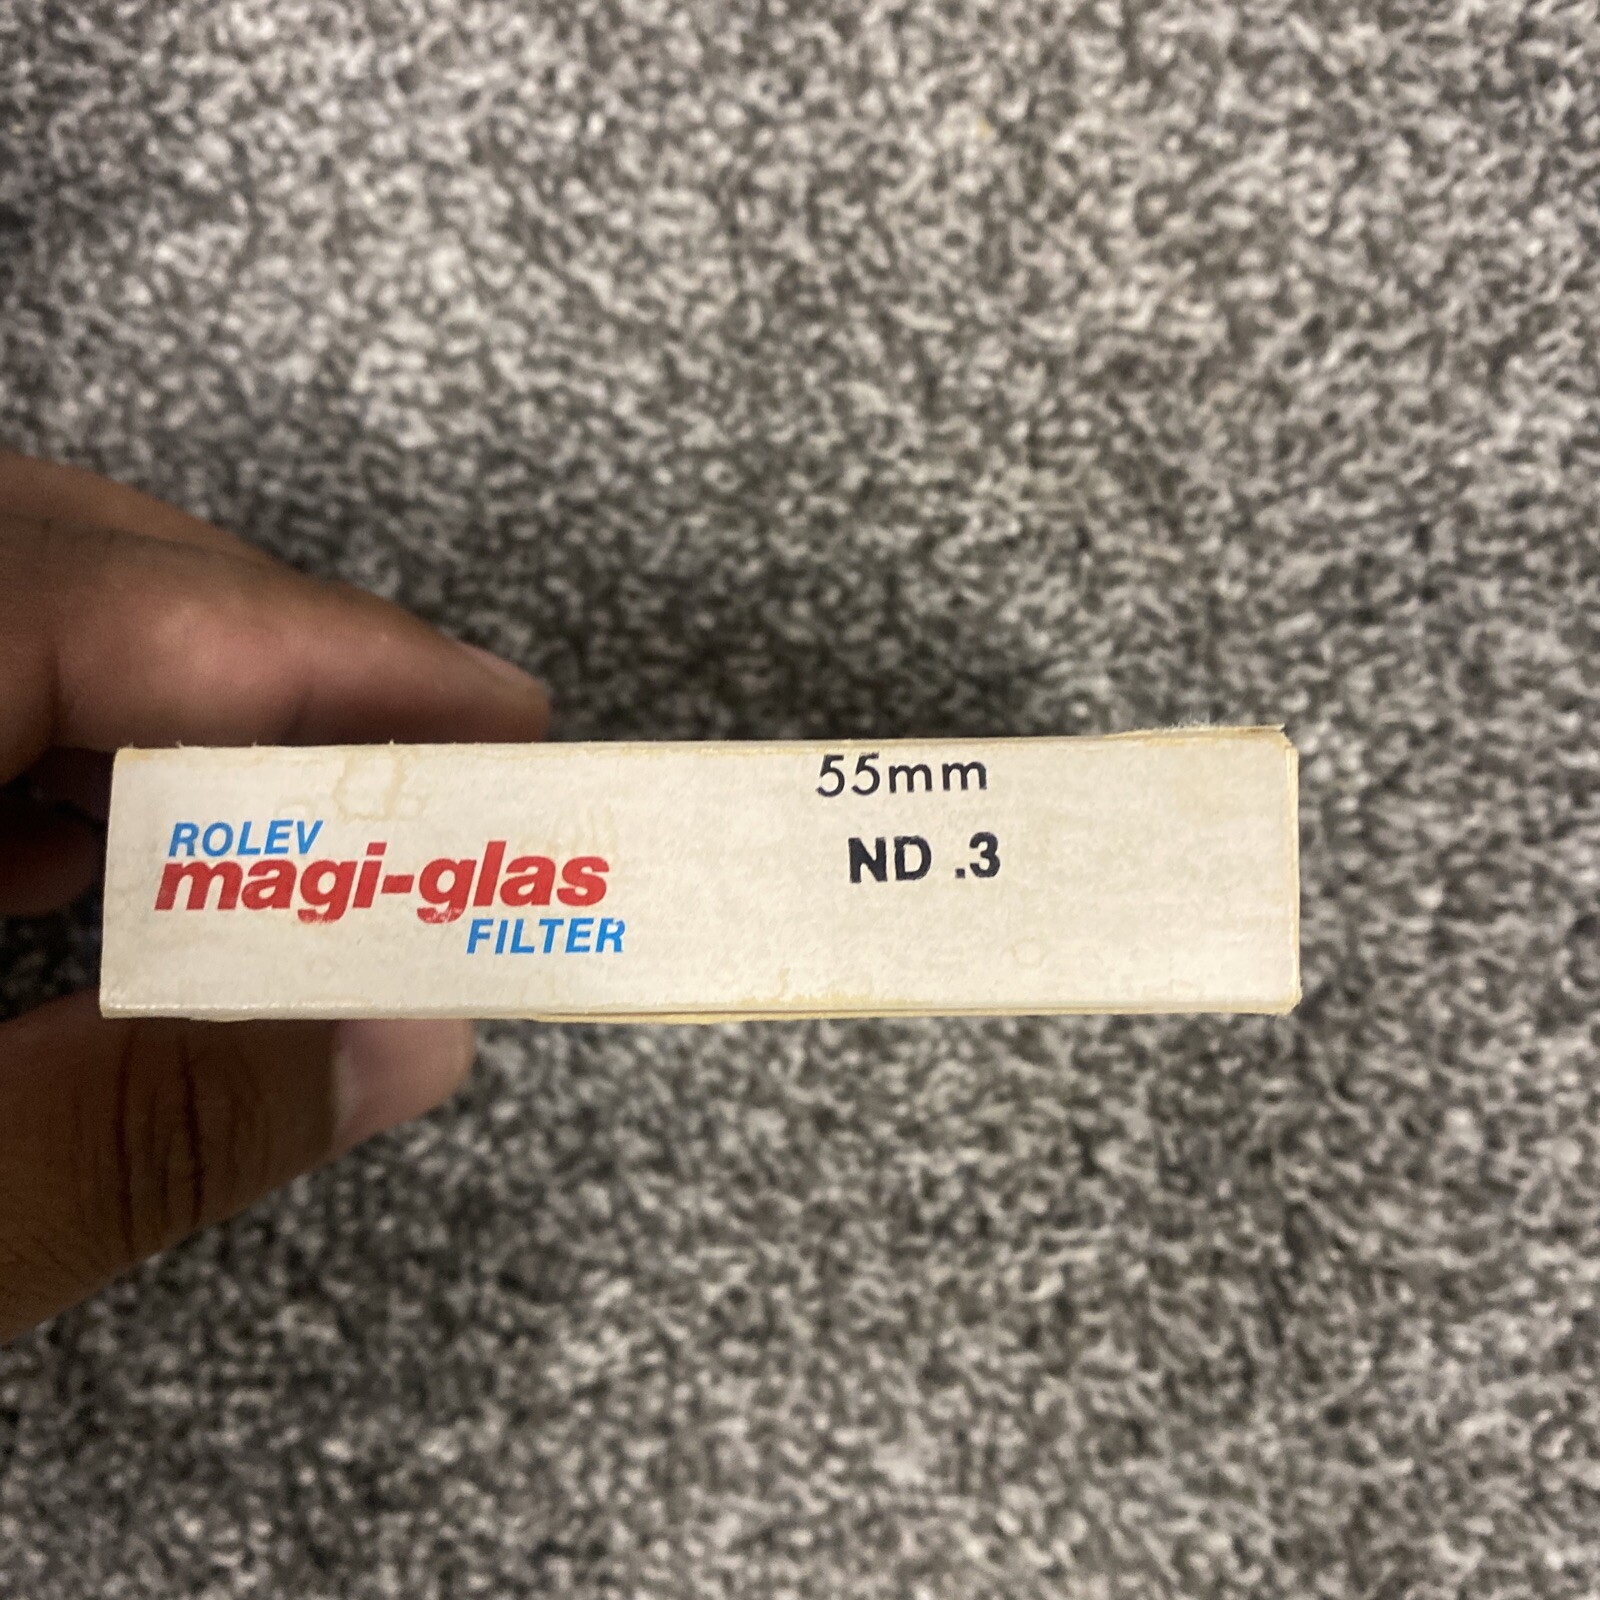 ROLEV
magi-glas
FILTER
55mm
ND .3